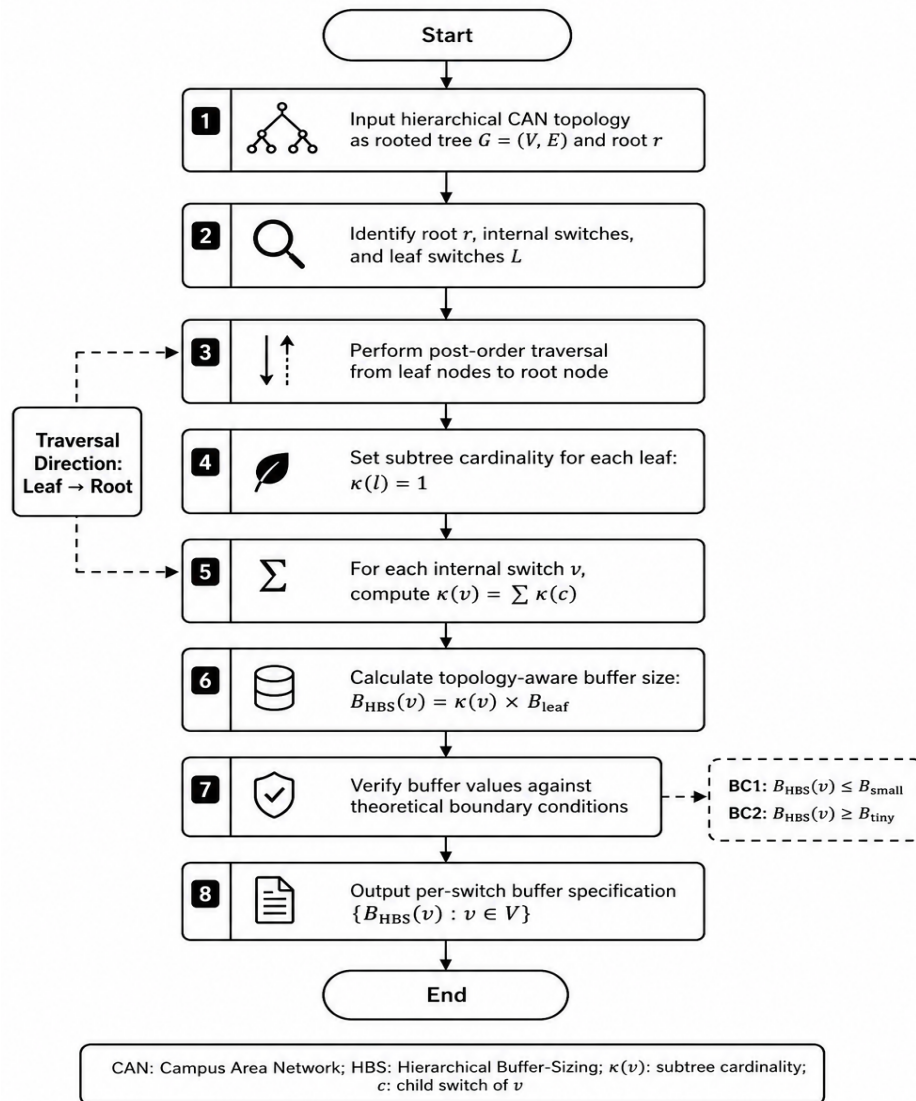 Start
1
Input hierarchical CAN topology
as rooted tree G = (V, E) and root r
2
Identify root r, internal switches,
and leaf switches L
3
Perform post-order traversal
from leaf nodes to root node
Traversal
Direction:
Leaf → Root
4
Set subtree cardinality for each leaf:
κ(l) = 1
5
Σ
For each internal switch v,
compute κ(v) = ∑ κ(c)
6
Calculate topology-aware buffer size:
B_HBS(v) = κ(v) × B_leaf
7
Verify buffer values against
theoretical boundary conditions
BC1: B_HBS(v) ≤ B_small
BC2: B_HBS(v) ≥ B_tiny
8
Output per-switch buffer specification
{B_HBS(v) : v ∈ V}
End
CAN: Campus Area Network; HBS: Hierarchical Buffer-Sizing; κ(v): subtree cardinality;
c: child switch of v